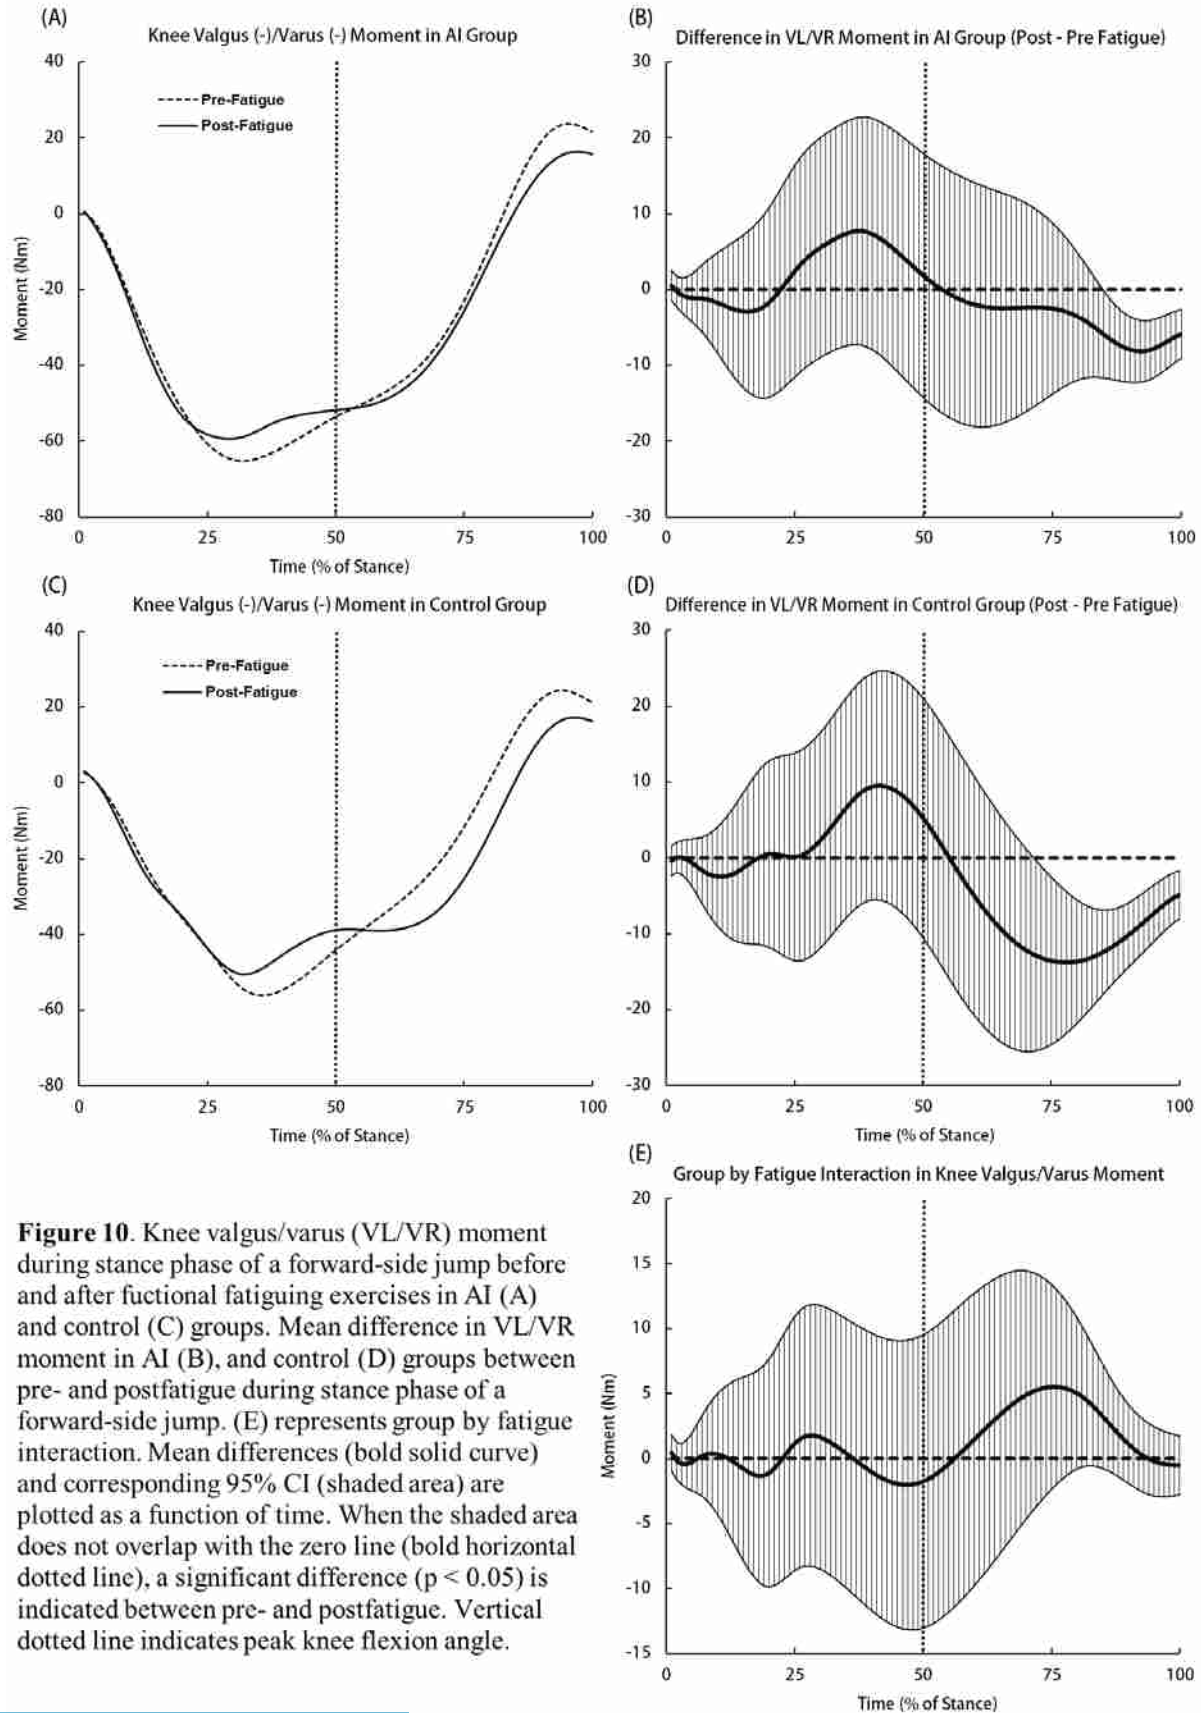 (A)
Knee Valgus (-)/Varus (-) Moment in AI Group
40
20
0
-20
-40
-60
-80
Moment (Nm)
Pre-Fatigue
Post-Fatigue
0 25 50 75 100
Time (% of Stance)
(B)
Difference in VL/VR Moment in AI Group (Post - Pre Fatigue)
30
20
10
0
-10
-20
-30
0 25 50 75 100
(C)
Knee Valgus (-)/Varus (-) Moment in Control Group
40
20
0
-20
-40
-60
-80
Moment (Nm)
Pre-Fatigue
Post-Fatigue
0 25 50 75 100
Time (% of Stance)
(D)
Difference in VL/VR Moment in Control Group (Post - Pre Fatigue)
30
20
10
0
-10
-20
-30
0 25 50 75 100
Time (% of Stance)
(E)
Group by Fatigue Interaction in Knee Valgus/Varus Moment
20
15
10
5
0
-5
-10
-15
Moment (Nm)
0 25 50 75 100
Time (% of Stance)
Figure 10. Knee valgus/varus (VL/VR) moment
during stance phase of a forward-side jump before
and after fuctional fatiguing exercises in AI (A)
and control (C) groups. Mean difference in VL/VR
moment in AI (B), and control (D) groups between
pre- and postfatigue during stance phase of a
forward-side jump. (E) represents group by fatigue
interaction. Mean differences (bold solid curve)
and corresponding 95% CI (shaded area) are
plotted as a function of time. When the shaded area
does not overlap with the zero line (bold horizontal
dotted line), a significant difference (p < 0.05) is
indicated between pre- and postfatigue. Vertical
dotted line indicates peak knee flexion angle.